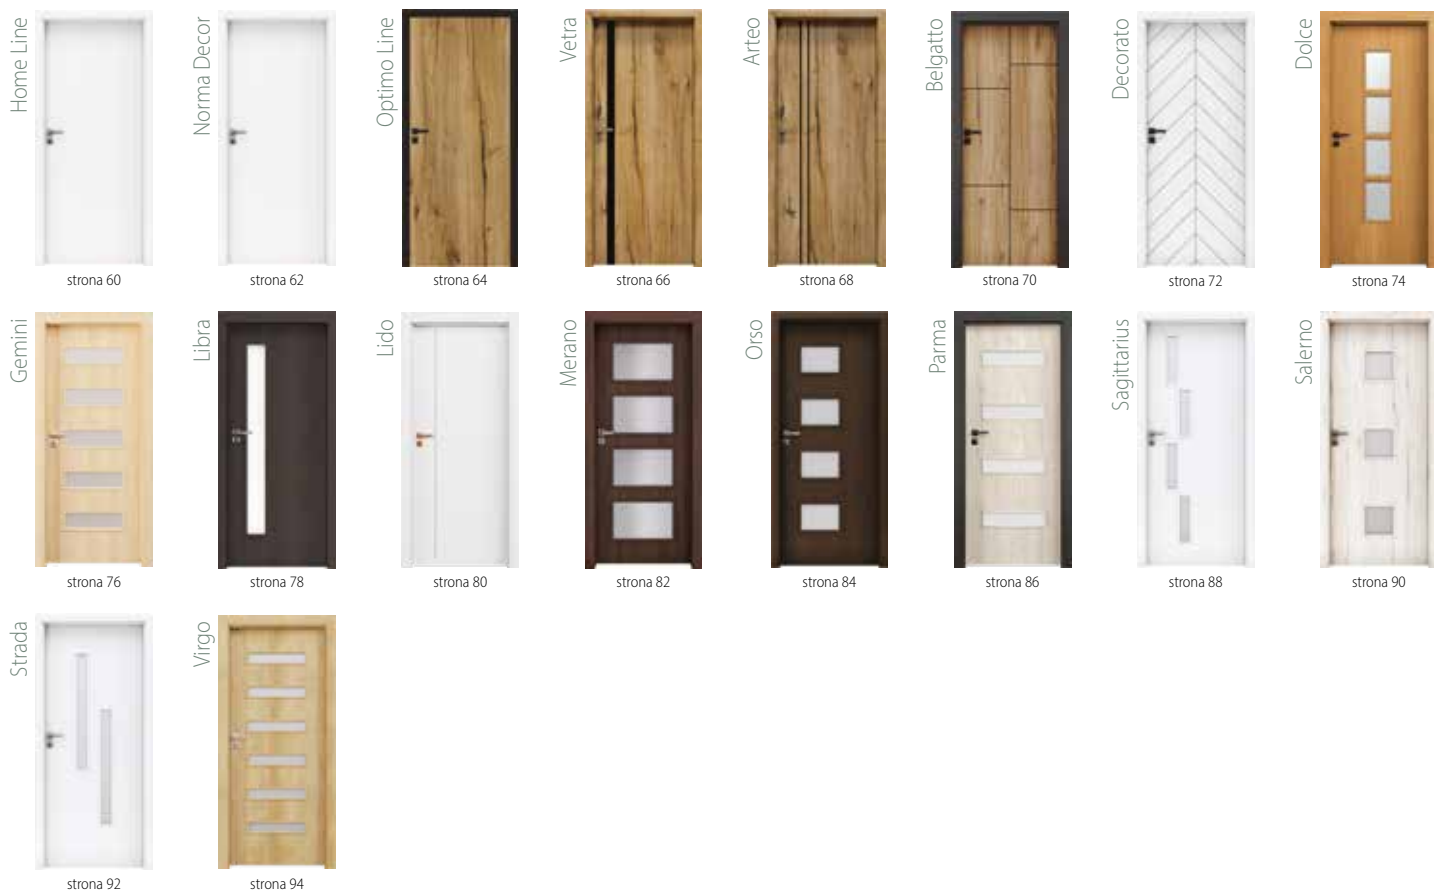 Home Line
strona 60
Norma Decor
strona 62
Optimo Line
strona 64
Vetra
strona 66
Arteo
strona 68
Belgatto
strona 70
Decorato
strona 72
Dolce
strona 74
Gemini
strona 76
Libra
strona 78
Lido
strona 80
Merano
strona 82
Orso
strona 84
Parma
strona 86
Sagittarius
strona 88
Salerno
strona 90
Strada
strona 92
Virgo
strona 94